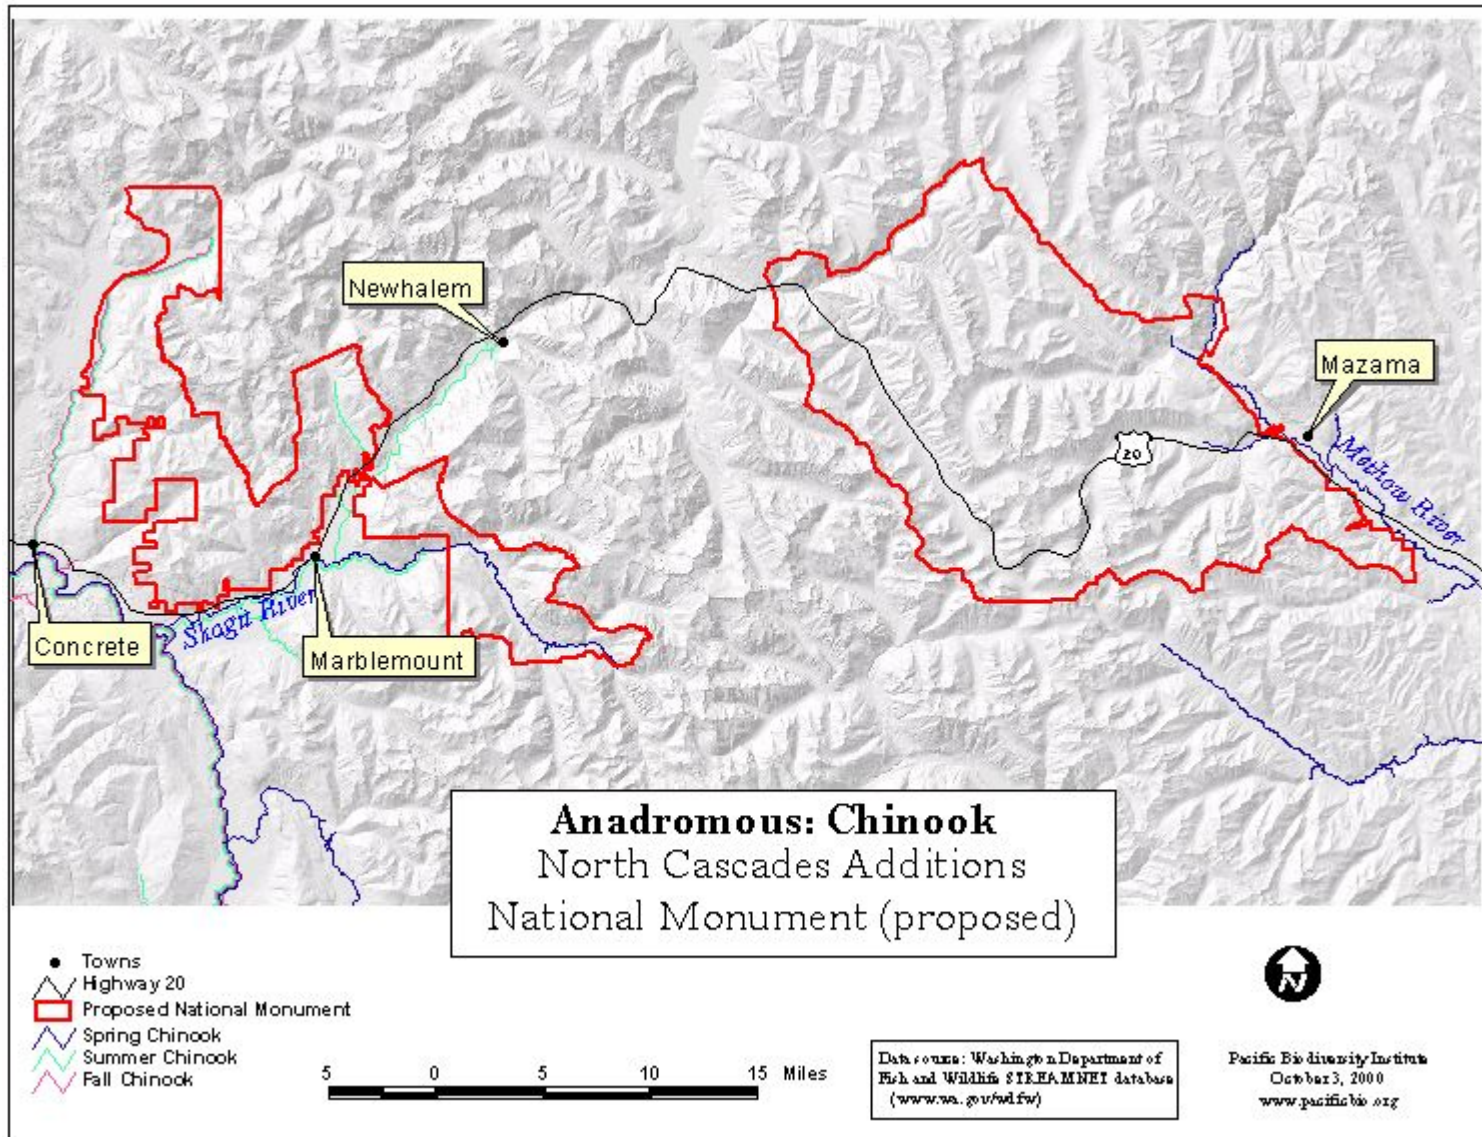 Newhalem
Mazama
20
Methow River
Skagit River
Concrete
Marblemount
Anadromous: Chinook
North Cascades Additions
National Monument (proposed)
Towns
Highway 20
Proposed National Monument
Spring Chinook
Summer Chinook
Fall Chinook
5 0 5 10 15 Miles
N
Data source: Washington Department of
Fish and Wildlife STREAMNET database
(www.wa.gov/wdfw)
Pacific Biodiversity Institute
October 3, 2000
www.pacificbio.org